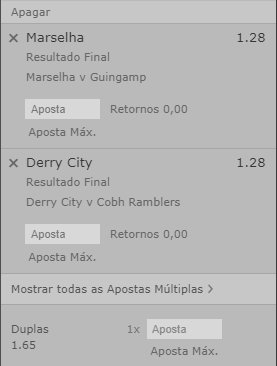 Apagar
Marselha 1.28
Resultado Final
Marselha v Guingamp
Aposta Retornos 0,00
Aposta Máx.
Derry City 1.28
Resultado Final
Derry City v Cobh Ramblers
Aposta Retornos 0,00
Aposta Máx.
Mostrar todas as Apostas Múltiplas >
Duplas 1x Aposta
1.65
Aposta Máx.